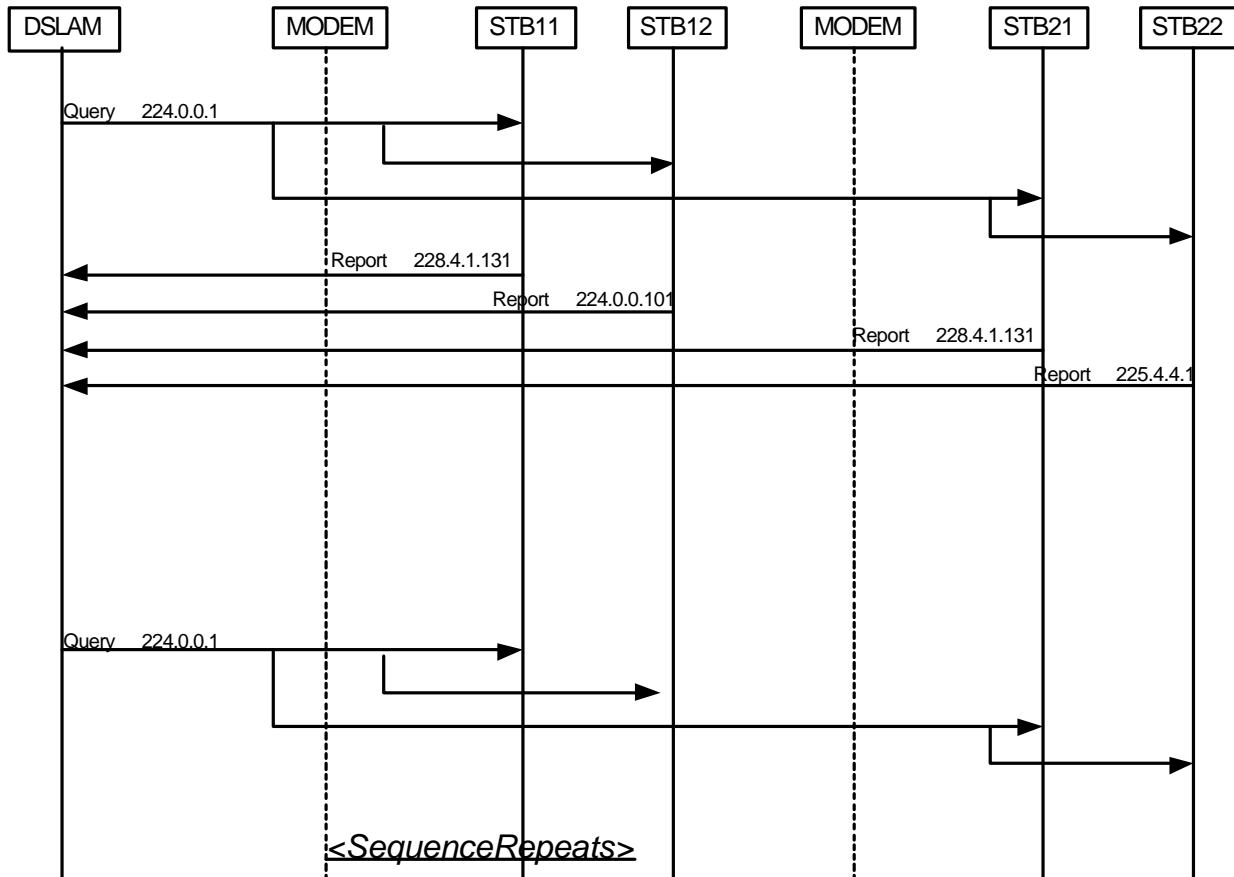 DSLAM MODEM STB11 STB12 MODEM STB21 STB22
Query 224.0.0.1
Report 228.4.1.131
Report 224.0.0.101
Report 228.4.1.131
Report 225.4.4.1
Query 224.0.0.1
<SequenceRepeats>